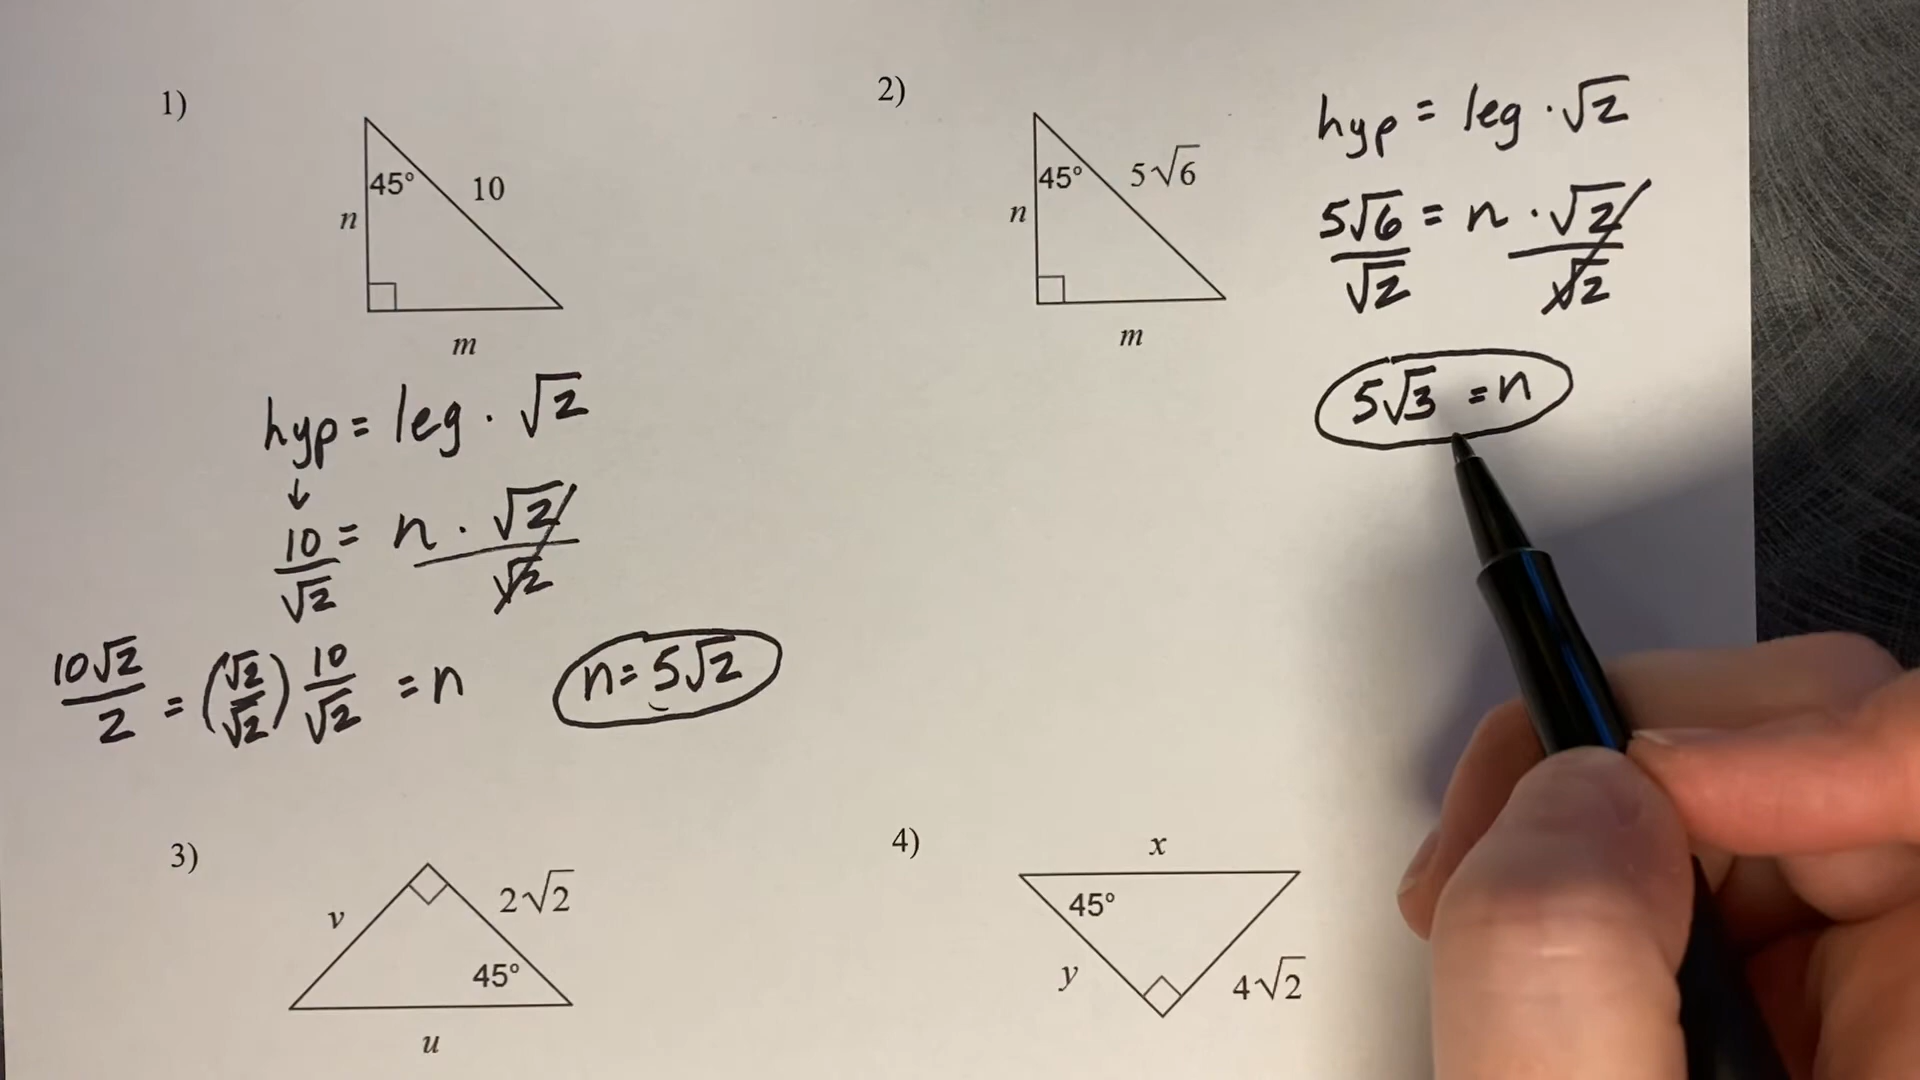 1)
45°
10
n
m
hyp = leg · √2
↓
10/√2 = n · √2/√2
10√2/2 = (√2/√2) 10/√2 = n
n = 5√2
2)
45°
5√6
n
m
hyp = leg · √2
5√6/√2 = n · √2/√2
5√3 = n
3)
v
2√2
45°
u
4)
x
45°
y
4√2